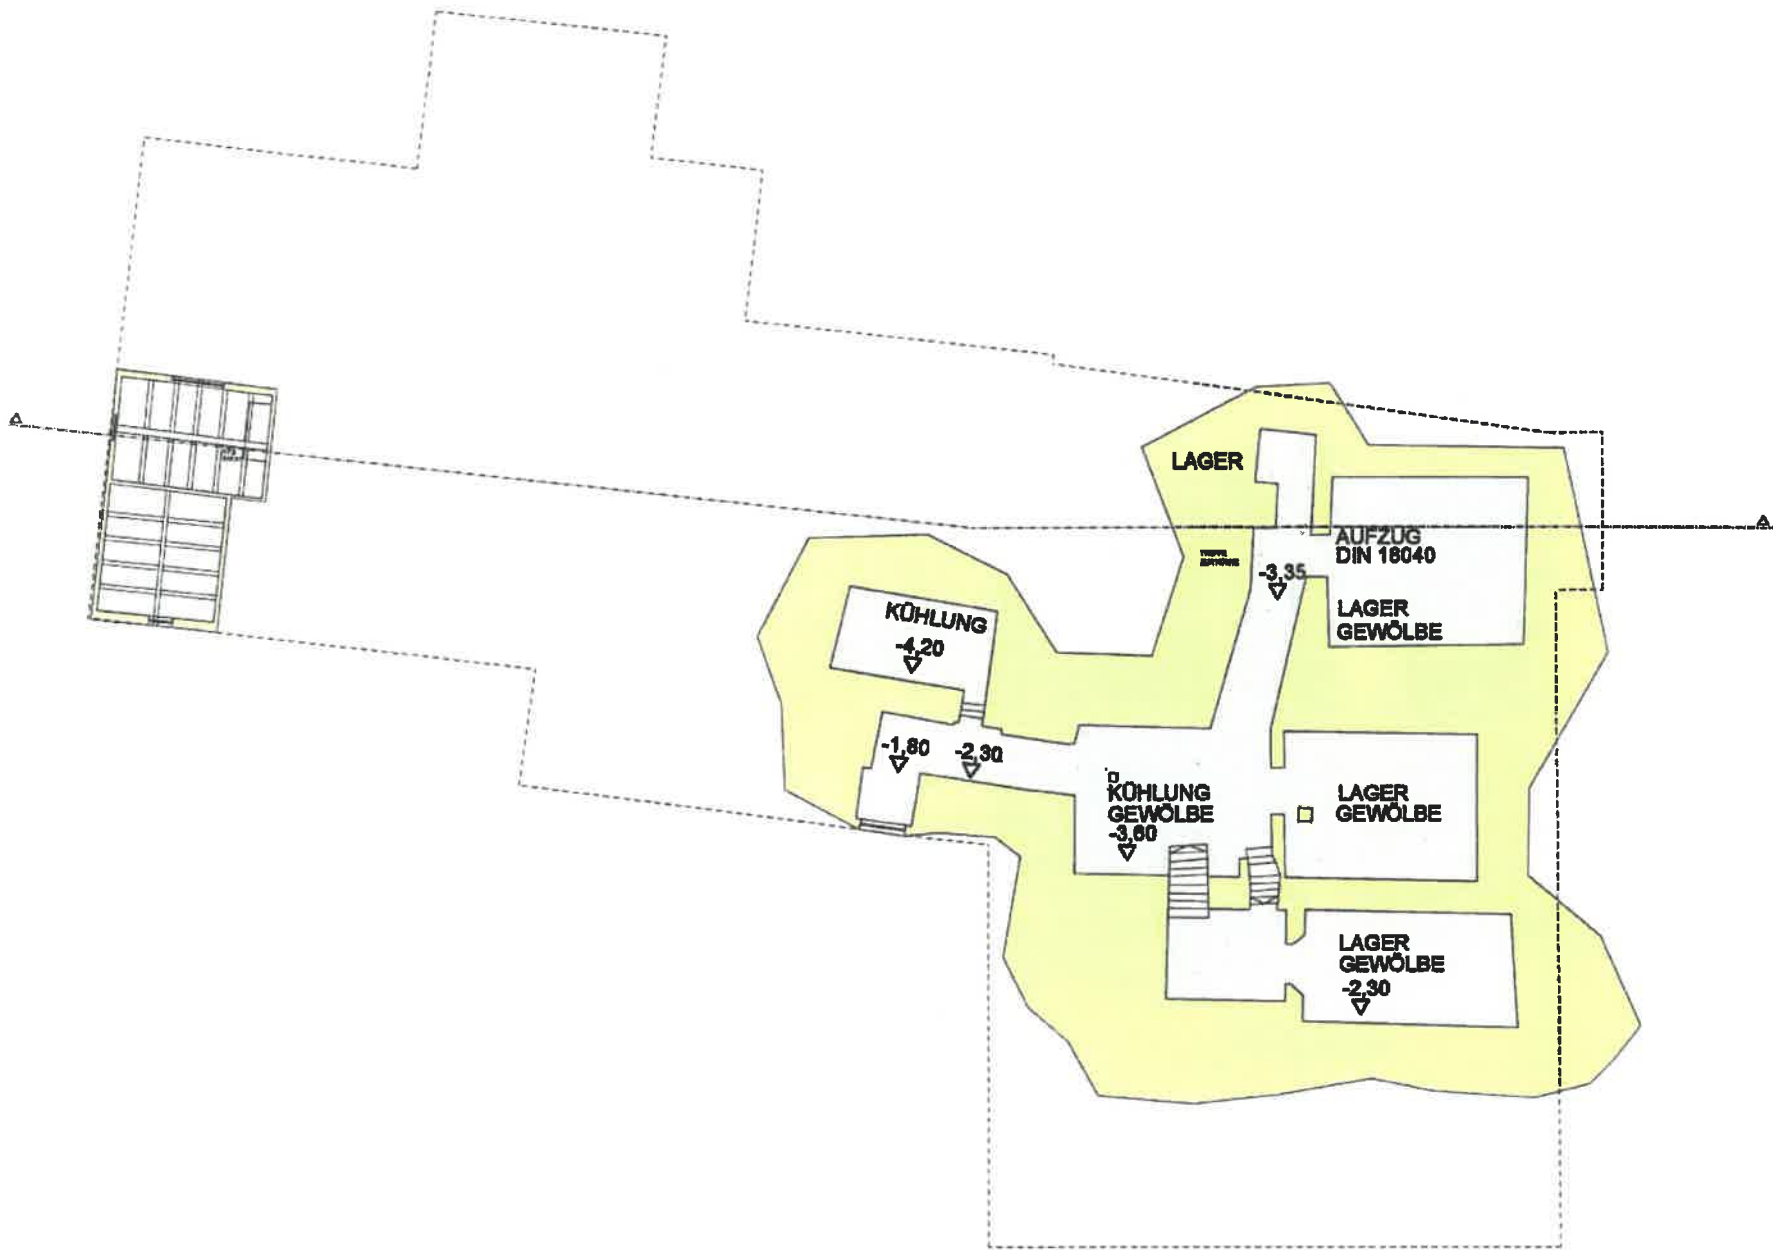 LAGER
AUFZUG
DIN 18040
-3,35
LAGER
GEWÖLBE
KÜHLUNG
-4,20
-1,80
-2,30
KÜHLUNG
GEWÖLBE
-3,60
LAGER
GEWÖLBE
LAGER
GEWÖLBE
-2,30